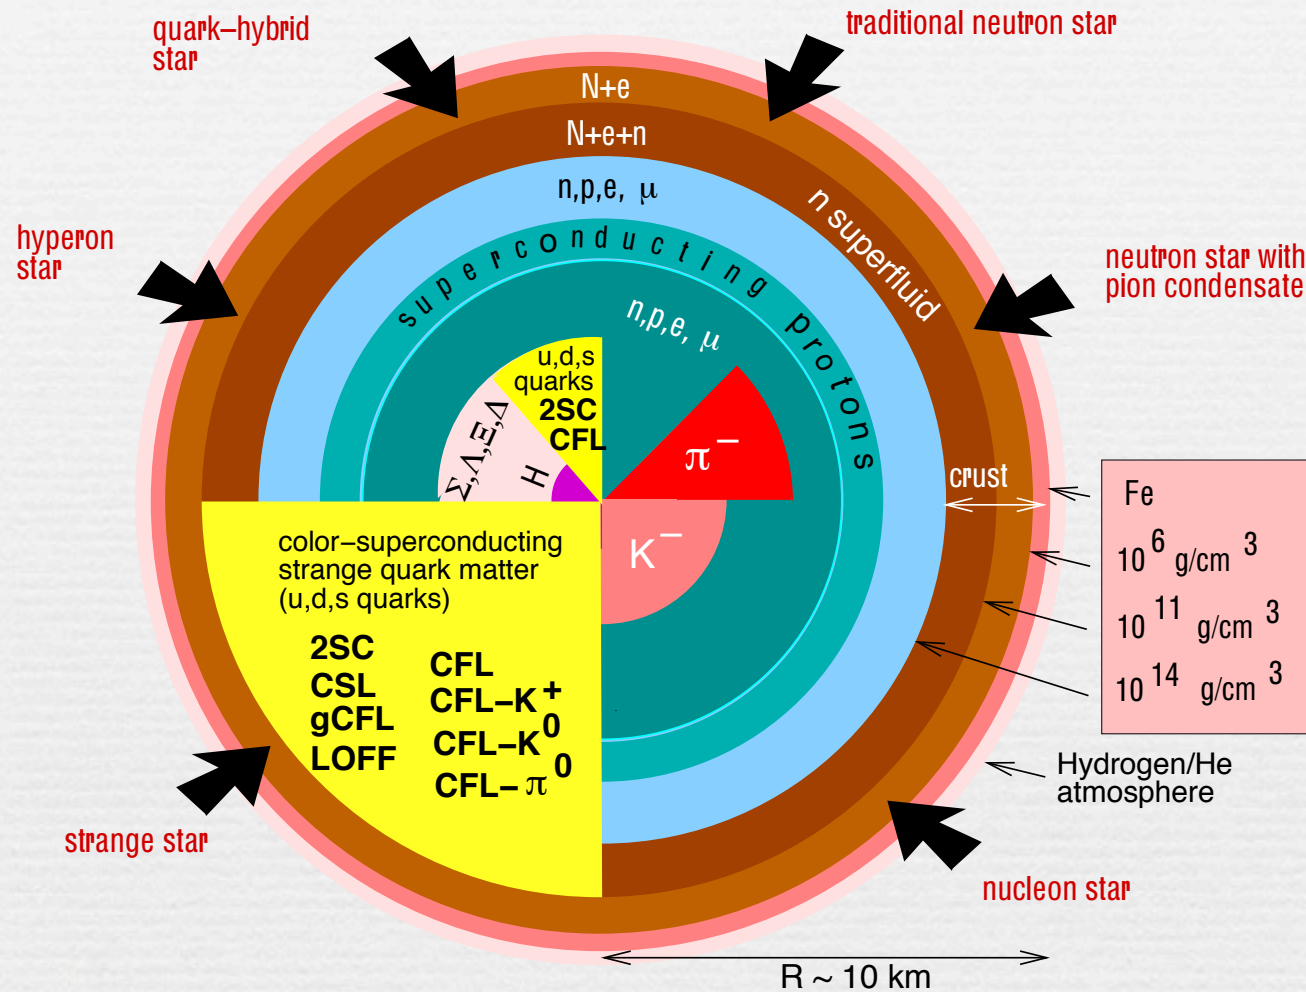 quark–hybrid
star
traditional neutron star
N+e
N+e+n
n,p,e, μ
n superfluid
hyperon
star
neutron star with
pion condensate
superconducting protons
n,p,e, μ
u,d,s
quarks
2SC
CFL
Σ,Λ,Ξ,Δ
H
π⁻
K⁻
crust
Fe
10⁶ g/cm³
10¹¹ g/cm³
10¹⁴ g/cm³
color–superconducting
strange quark matter
(u,d,s quarks)
2SC
CSL
gCFL
LOFF
CFL
CFL–K⁺
CFL–K⁰
CFL–π⁰
Hydrogen/He
atmosphere
strange star
nucleon star
R ~ 10 km